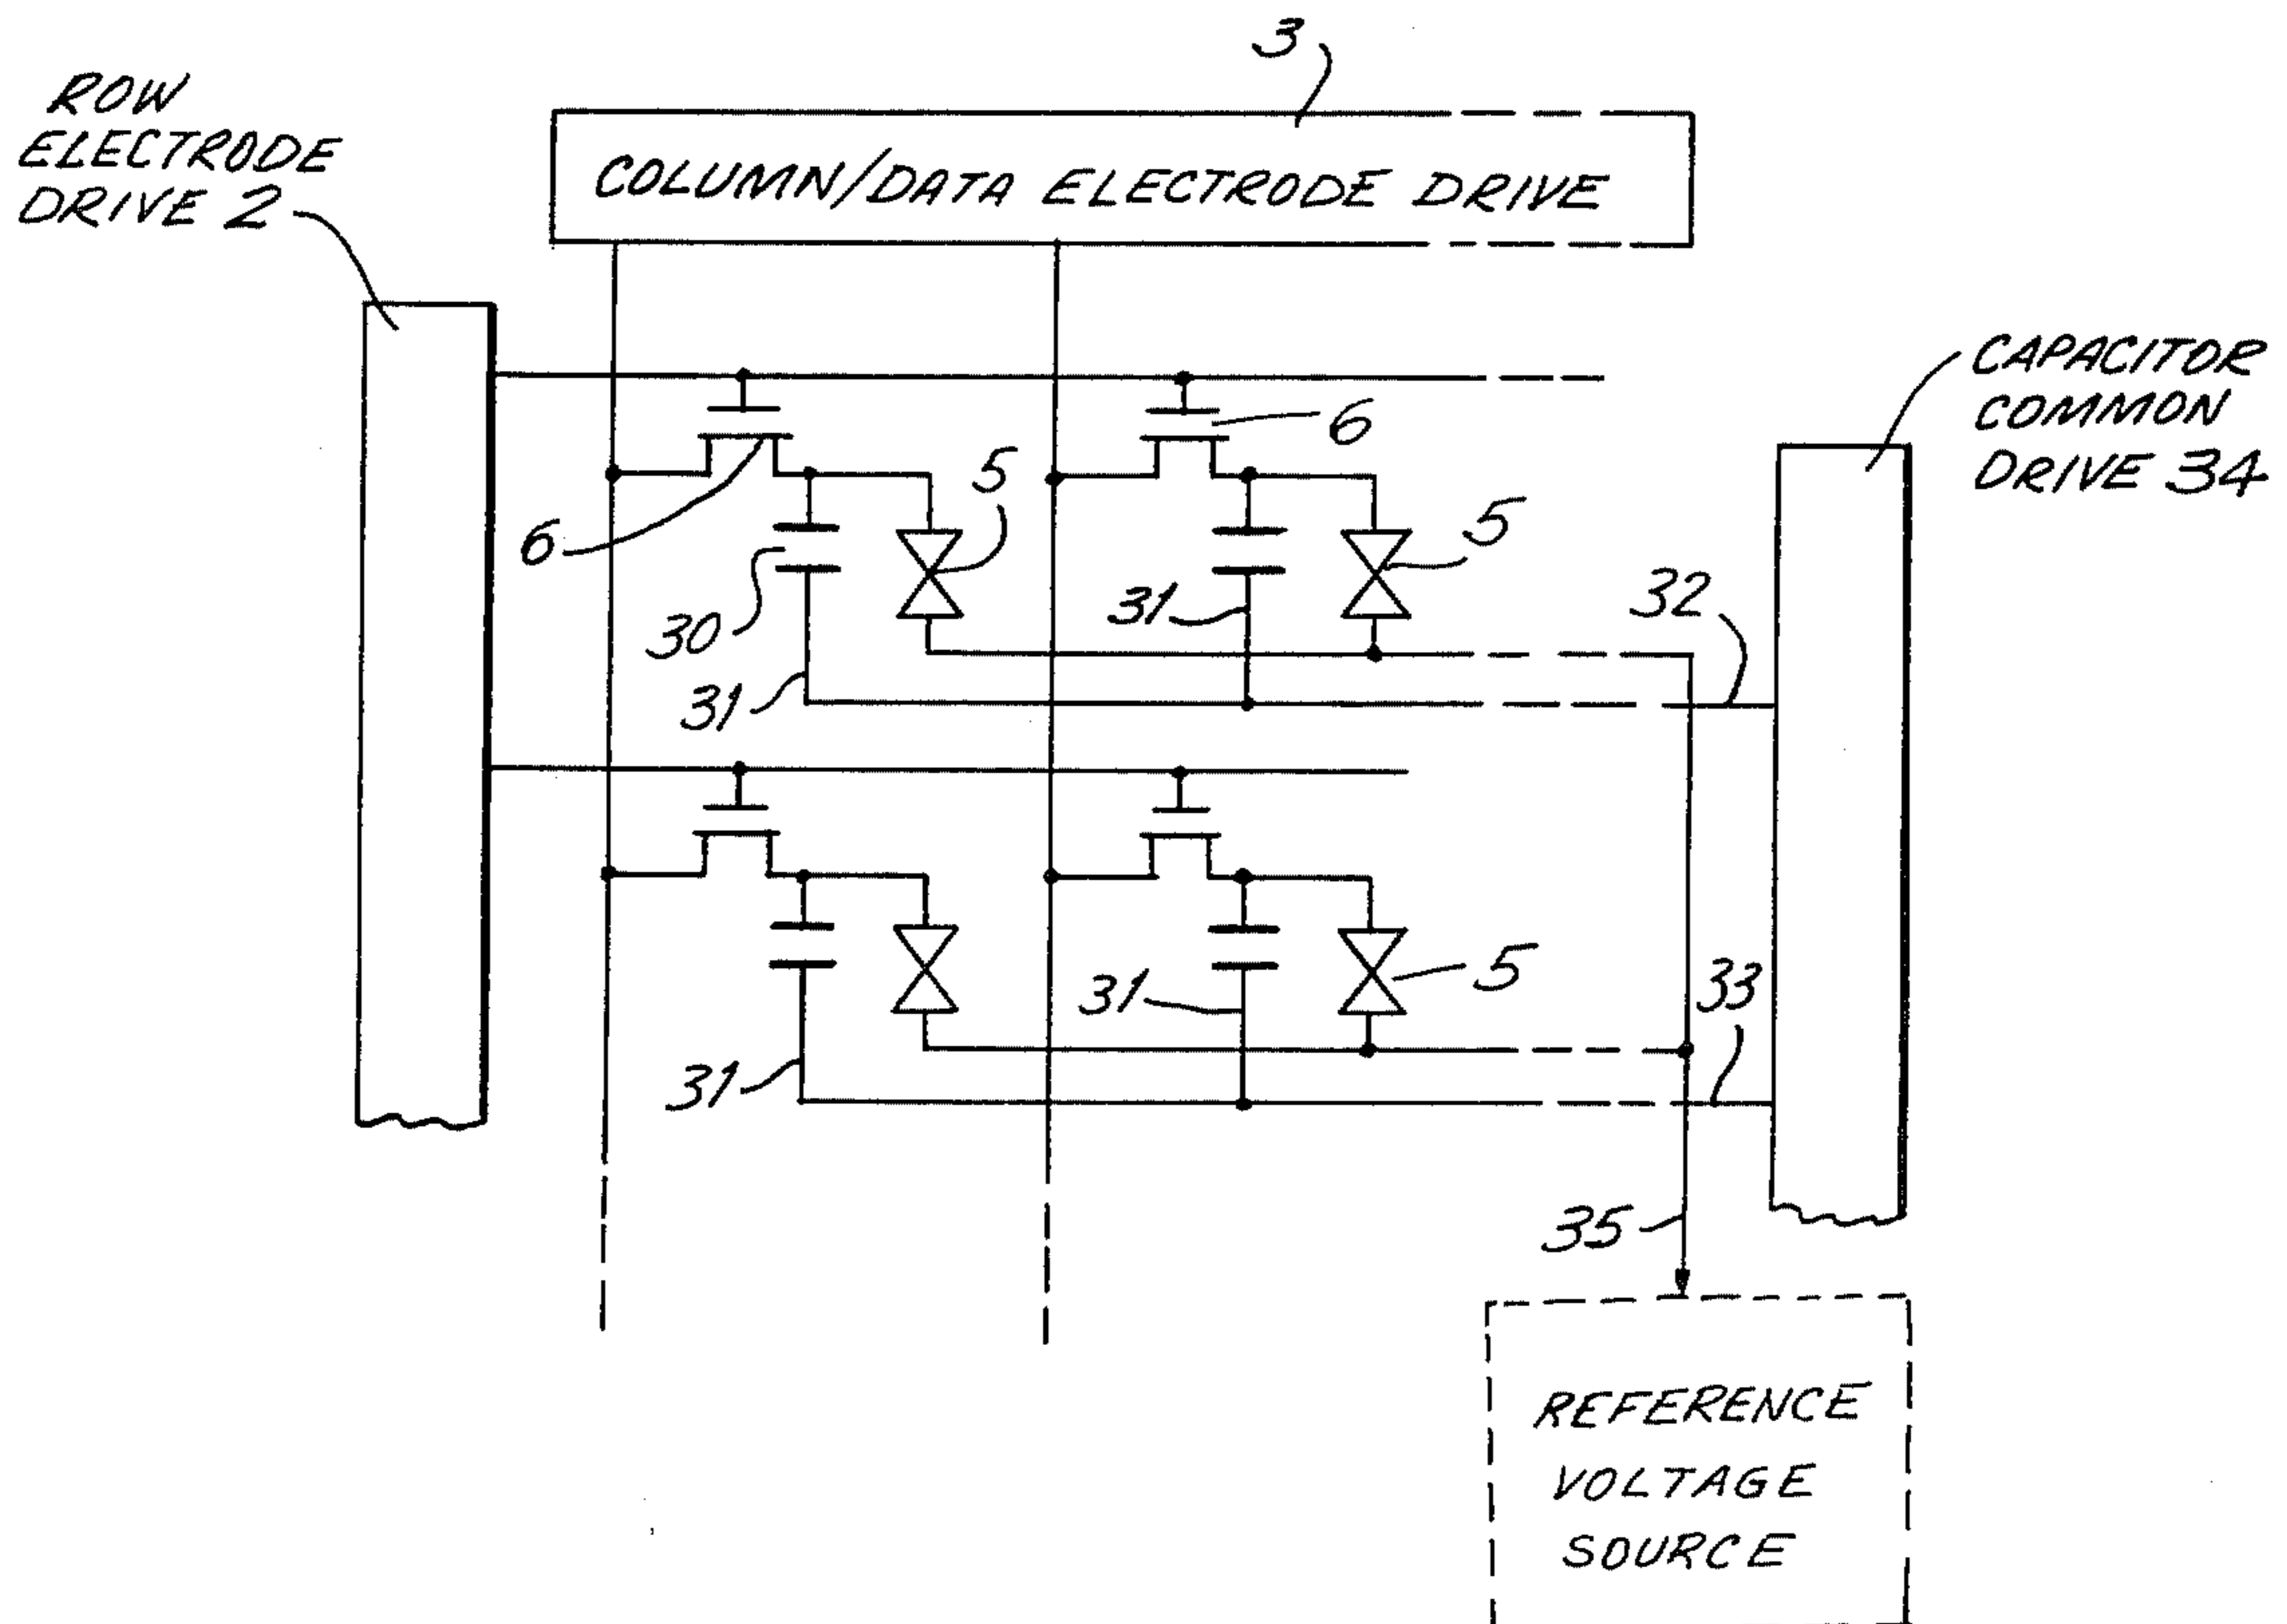 3
ROW
ELECTRODE
DRIVE 2
COLUMN/DATA ELECTRODE DRIVE
CAPACITOR
COMMON
DRIVE 34
6
5
6
5
30
31
31
32
5
31
31
33
35
REFERENCE
VOLTAGE
SOURCE